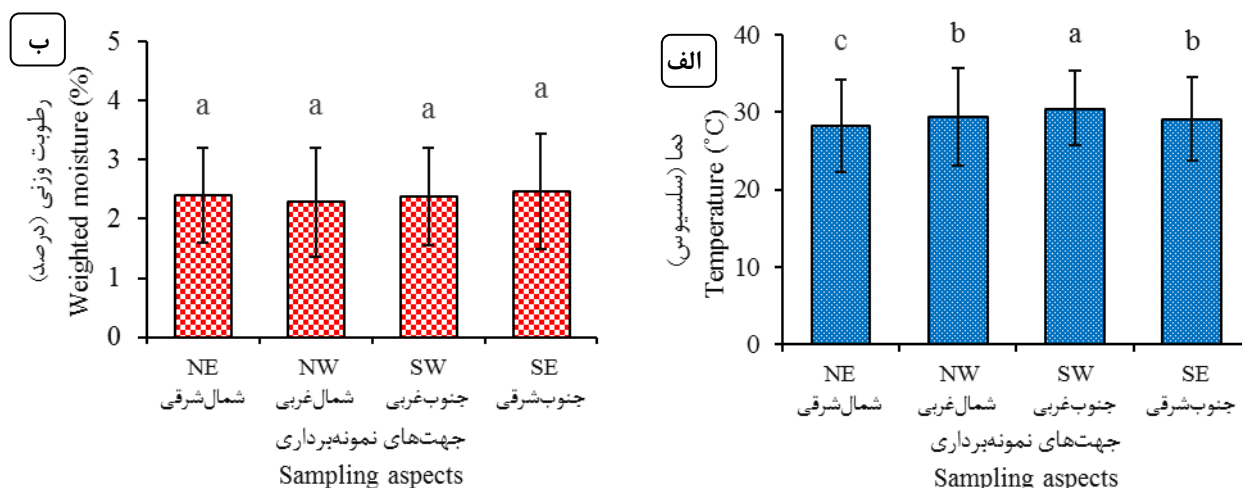 ب
رطوبت وزنی (درصد)
Weighted moisture (%)
5
4
3
2
1
0
a a a a
NE NW SW SE
شمال‌شرقی شمال‌غربی جنوب‌غربی جنوب‌شرقی
جهت‌های نمونه‌برداری
Sampling aspects
الف
دما (سلسیوس)
Temperature (˚C)
40
30
20
10
0
c b a b
NE NW SW SE
شمال‌شرقی شمال‌غربی جنوب‌غربی جنوب‌شرقی
جهت‌های نمونه‌برداری
Sampling aspects